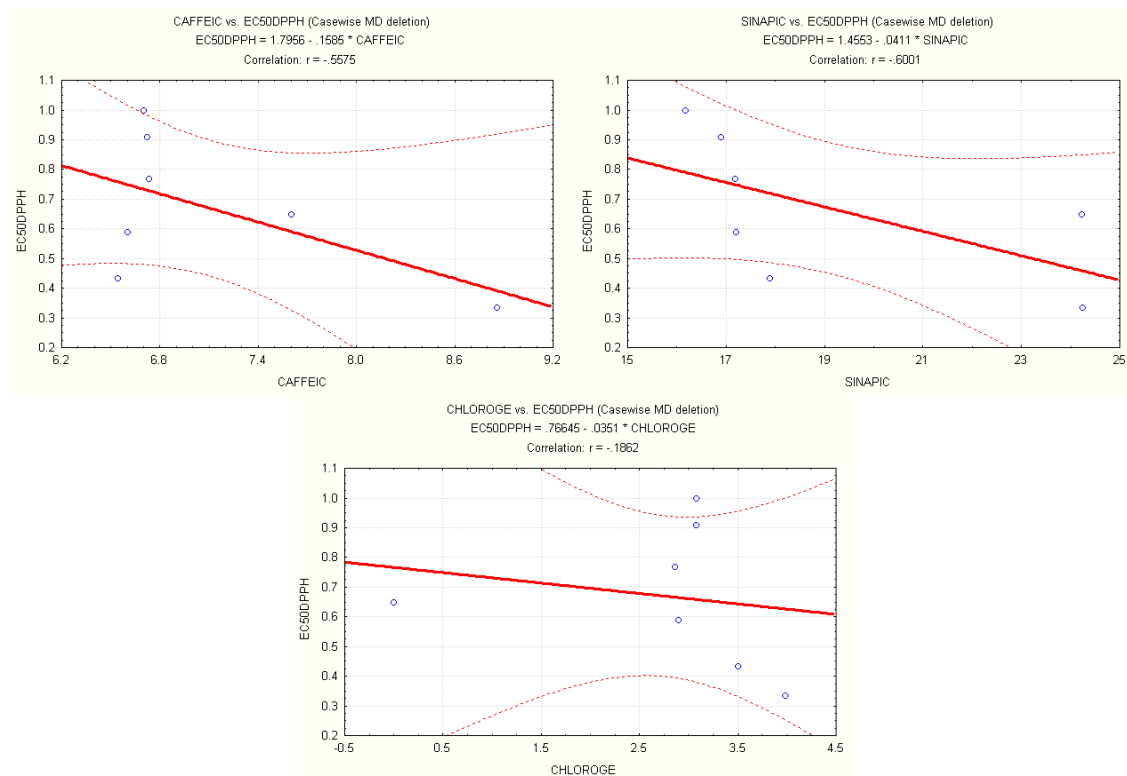 CAFFEIC vs. EC50DPPH (Casewise MD deletion)
EC50DPPH = 1.7956 - .1585 * CAFFEIC
Correlation: r = -.5575
1.1
1.0
0.9
0.8
0.7
0.6
0.5
0.4
0.3
0.2
EC50DPPH
6.2 6.8 7.4 8.0 8.6 9.2
CAFFEIC
SINAPIC vs. EC50DPPH (Casewise MD deletion)
EC50DPPH = 1.4553 - .0411 * SINAPIC
Correlation: r = -.6001
1.1
1.0
0.9
0.8
0.7
0.6
0.5
0.4
0.3
0.2
EC50DPPH
15 17 19 21 23 25
SINAPIC
CHLOROGE vs. EC50DPPH (Casewise MD deletion)
EC50DPPH = .76645 - .0351 * CHLOROGE
Correlation: r = -.1862
1.1
1.0
0.9
0.8
0.7
0.6
0.5
0.4
0.3
0.2
EC50DPPH
-0.5 0.5 1.5 2.5 3.5 4.5
CHLOROGE